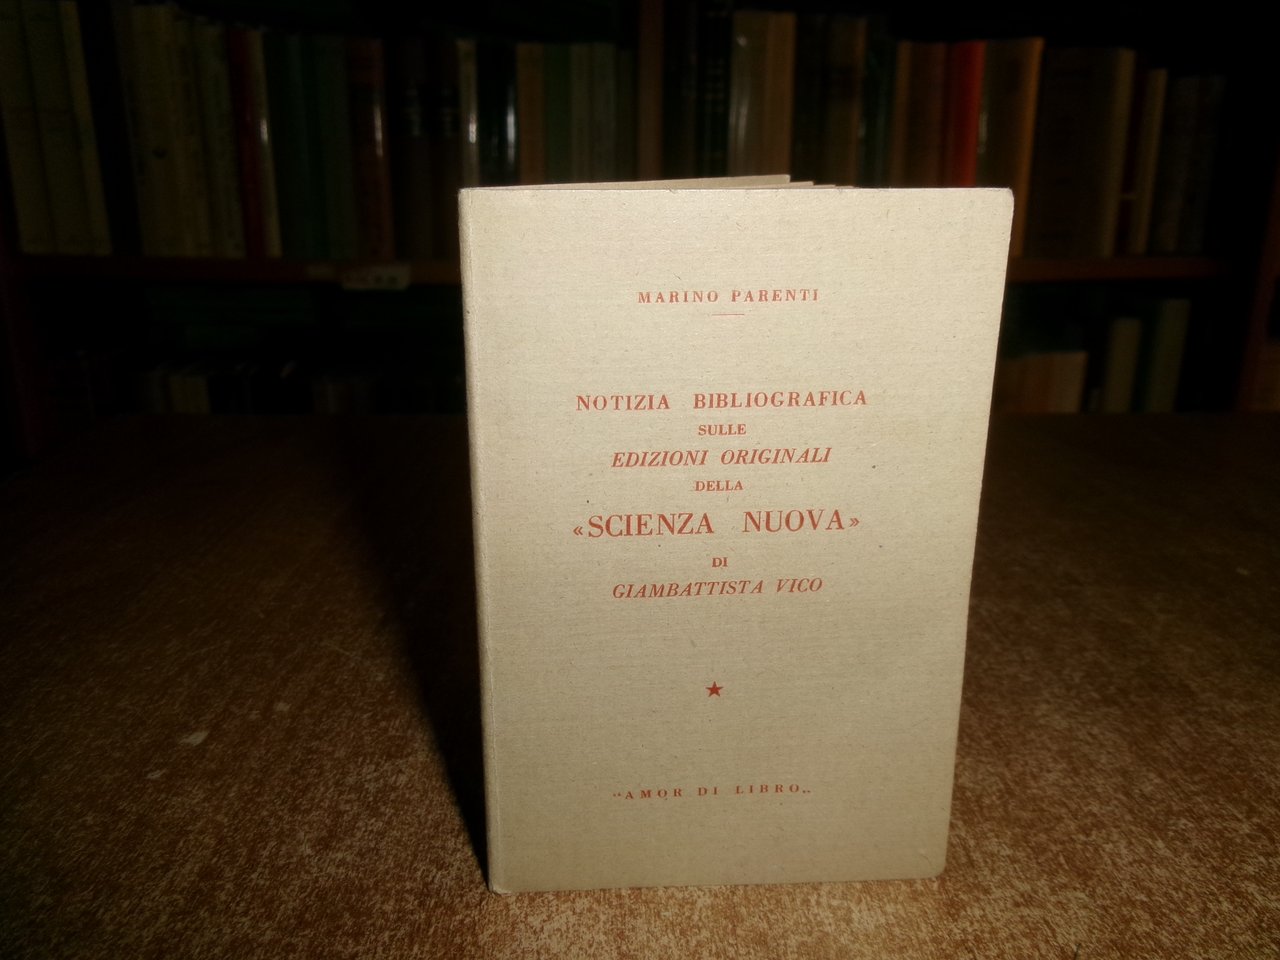 MARINO PARENTI
NOTIZIA BIBLIOGRAFICA
SULLE
EDIZIONI ORIGINALI
DELLA
«SCIENZA NUOVA»
DI
GIAMBATTISTA VICO
★
“AMOR DI LIBRO„